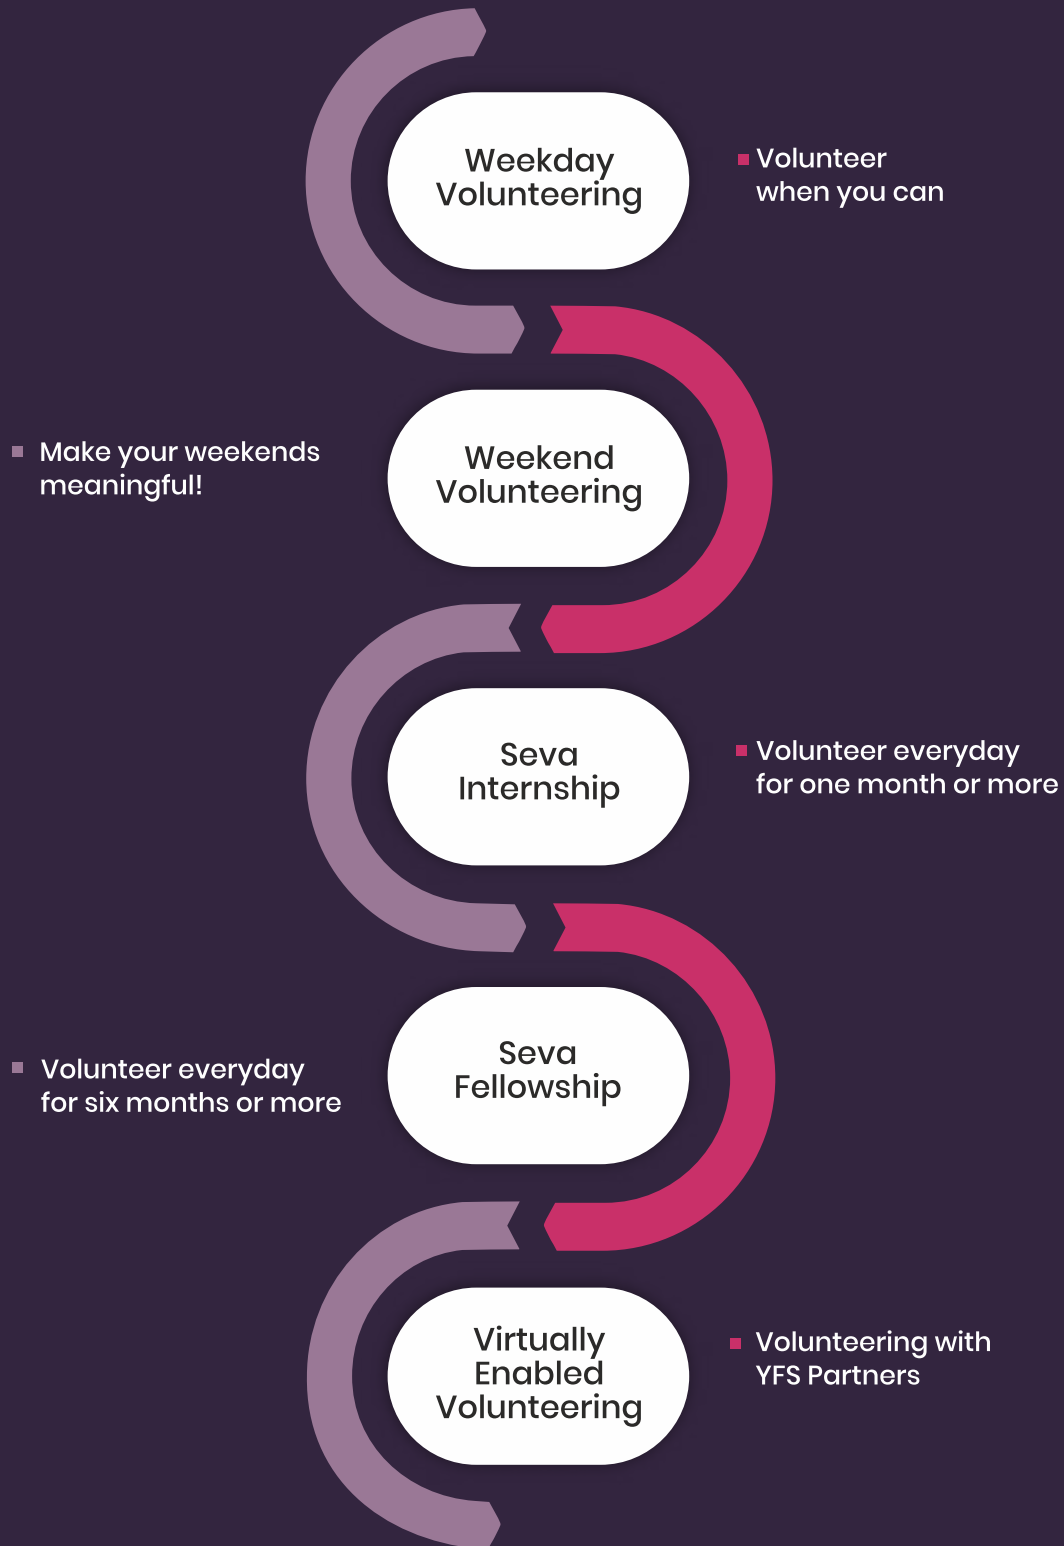 Weekday
Volunteering
Volunteer
when you can
Make your weekends
meaningful!
Weekend
Volunteering
Seva
Internship
Volunteer everyday
for one month or more
Volunteer everyday
for six months or more
Seva
Fellowship
Virtually
Enabled
Volunteering
Volunteering with
YFS Partners